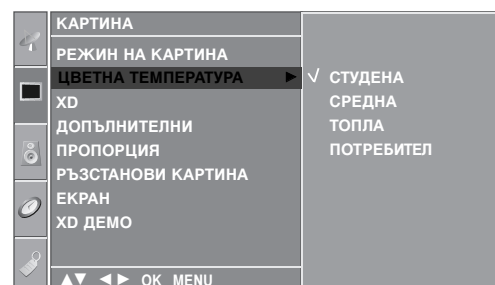 КАРТИНА
РЕЖИН НА КАРТИНА
ЦВЕТНА ТЕМПЕРАТУРА ►
XD
ДОПЪЛНИТЕЛНИ
ПРОПОРЦИЯ
РЪЗСТАНОВИ КАРТИНА
ЕКРАН
XD ДЕМО
▲▼ ◄► OK MENU
√ СТУДЕНА
СРЕДНА
ТОПЛА
ПОТРЕБИТЕЛ